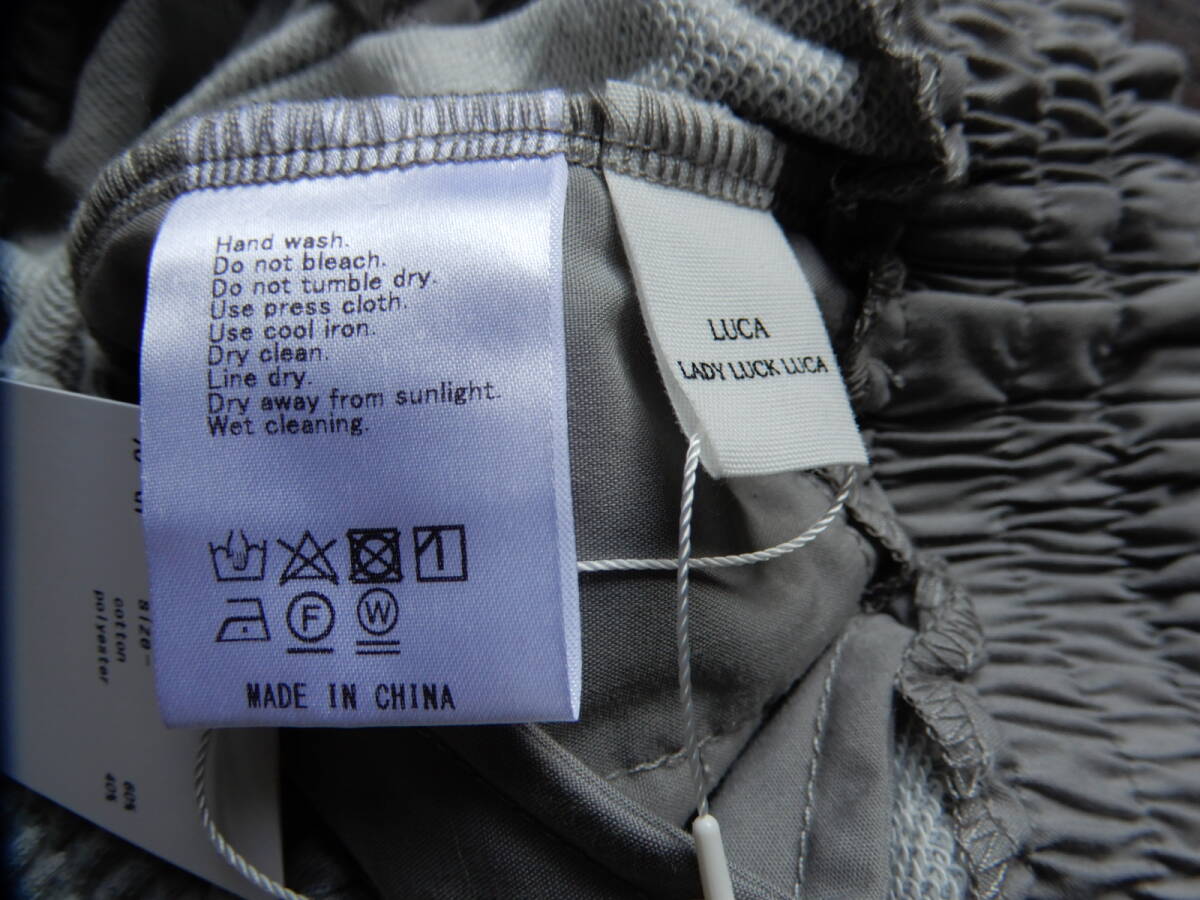 Hand wash.
Do not bleach.
Do not tumble dry.
Use press cloth.
Use cool iron.
Dry clean.
Line dry.
Dry away from sunlight.
Wet cleaning.
F
W
MADE IN CHINA
LUCA
LADY LUCK LUCA
size-
cotton 60%
polyester 40%